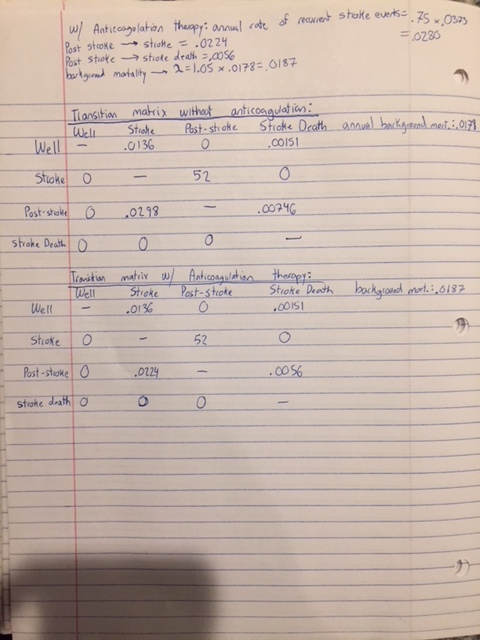 w/ Anticoagulation therapy: annual rate of recurrent stroke events= .75 x .0373
= .0280
Post stroke → stroke = .0224
Post stroke → stroke death = .0056
background mortality → λ = 1.05 x .0178 = .0187
Transition matrix without anticoagulation:
Well Stroke Post-stroke Stroke Death annual background mort.: .0178
Well – .0136 0 .00151
Stroke 0 – 52 0
Post-stroke 0 .0298 – .00746
Stroke Death 0 0 0 –
Transition matrix w/ Anticoagulation therapy:
Well Stroke Post-stroke Stroke Death background mort.: .0187
Well – .0136 0 .00151
Stroke 0 – 52 0
Post-stroke 0 .0224 – .0056
stroke death 0 0 0 –